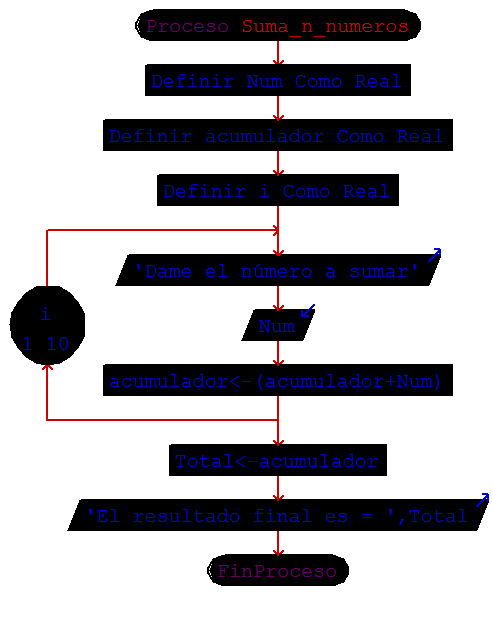 Proceso Suma_n_numeros
Definir Num Como Real
Definir acumulador Como Real
Definir i Como Real
'Dame el número a sumar'
i
1 10
Num
acumulador<-(acumulador+Num)
Total<-acumulador
'El resultado final es = ',Total
FinProceso